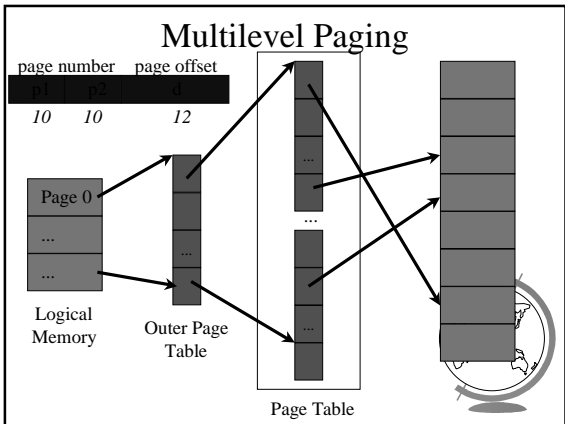 Multilevel Paging
page number page offset
p1 p2 d
10 10 12
Page 0
...
...
Logical
Memory
...
Outer Page
Table
...
...
...
Page Table